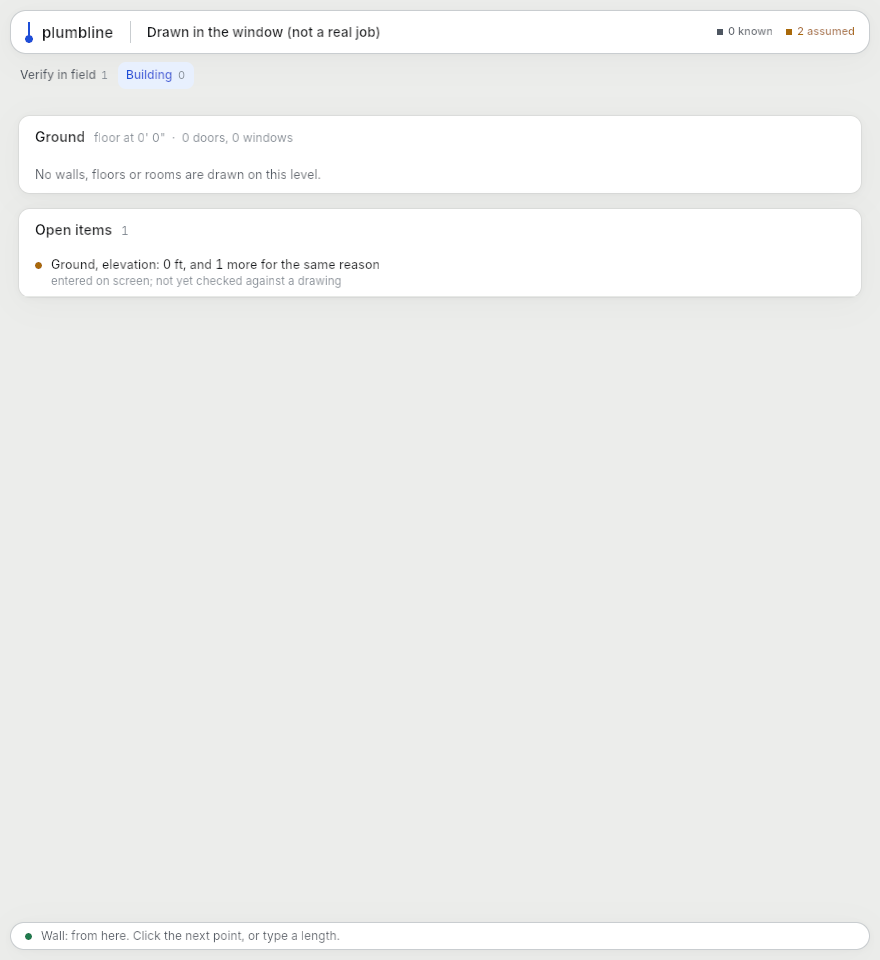 plumbline Drawn in the window (not a real job) 0 known 2 assumed
Verify in field 1 Building 0
Ground floor at 0' 0" · 0 doors, 0 windows
No walls, floors or rooms are drawn on this level.
Open items 1
Ground, elevation: 0 ft, and 1 more for the same reason
entered on screen; not yet checked against a drawing
Wall: from here. Click the next point, or type a length.